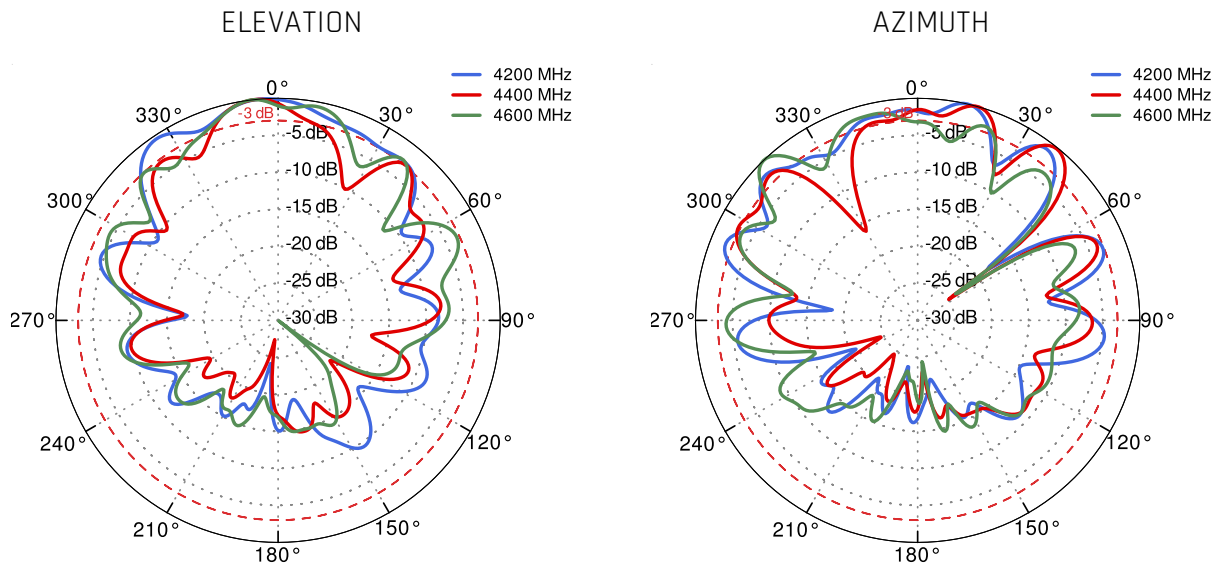 ELEVATION
4200 MHz
4400 MHz
4600 MHz
0°
30°
60°
90°
120°
150°
180°
210°
240°
270°
300°
330°
-3 dB
-5 dB
-10 dB
-15 dB
-20 dB
-25 dB
-30 dB
AZIMUTH
4200 MHz
4400 MHz
4600 MHz
0°
30°
60°
90°
120°
150°
180°
210°
240°
270°
300°
330°
-3 dB
-5 dB
-10 dB
-15 dB
-20 dB
-25 dB
-30 dB